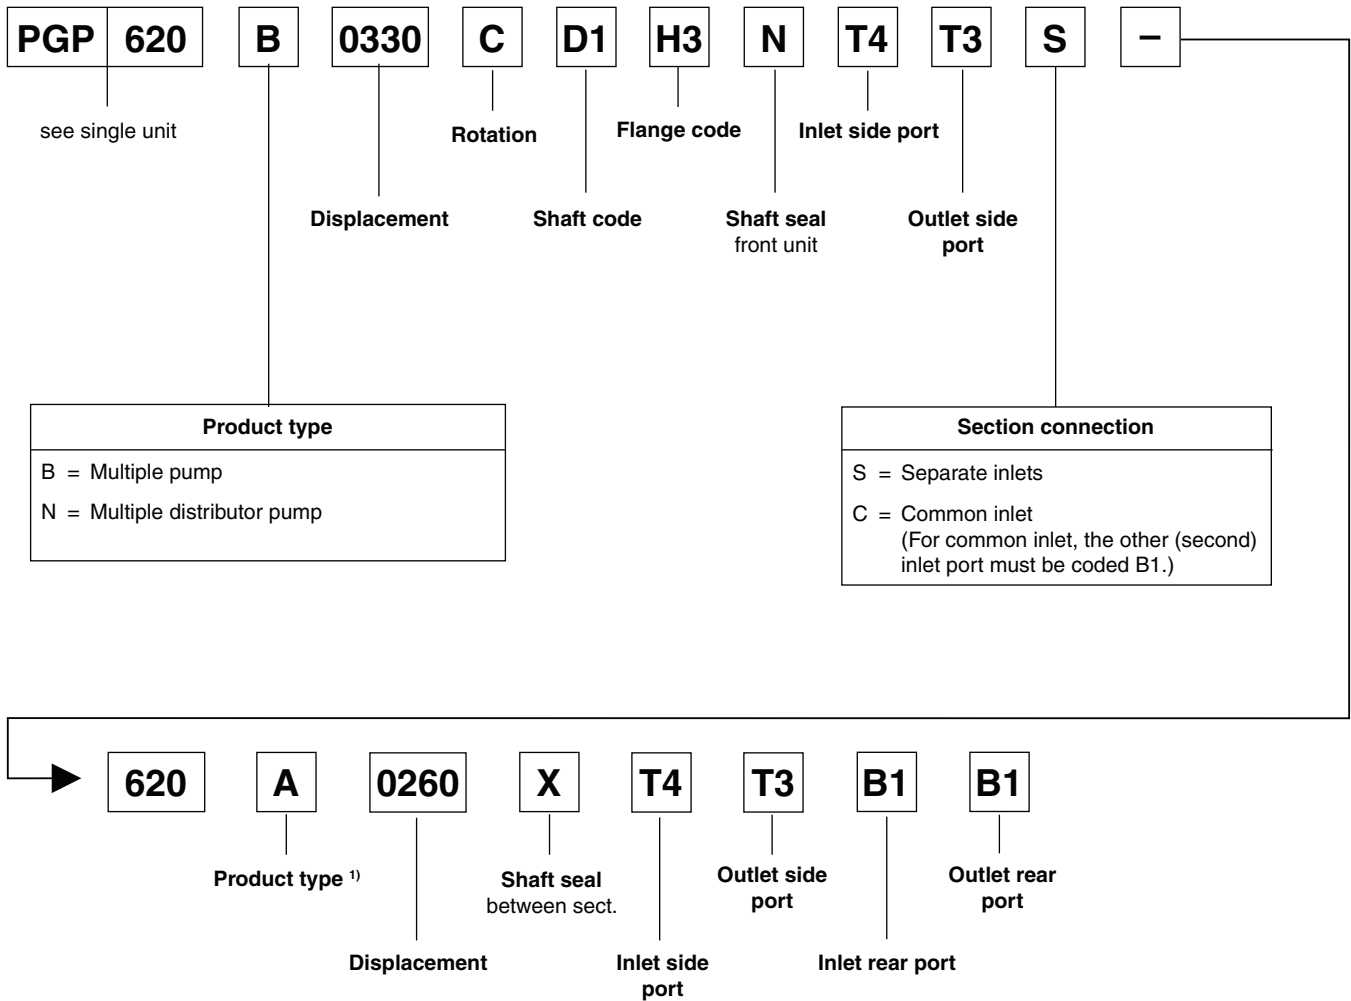 PGP 620 B 0330 C D1 H3 N T4 T3 S –
see single unit
Rotation
Flange code
Inlet side port
Displacement
Shaft code
Shaft seal
front unit
Outlet side
port
Product type
B = Multiple pump
N = Multiple distributor pump
Section connection
S = Separate inlets
C = Common inlet
(For common inlet, the other (second)
inlet port must be coded B1.)
620 A 0260 X T4 T3 B1 B1
Product type 1)
Shaft seal
between sect.
Outlet side
port
Outlet rear
port
Displacement
Inlet side
port
Inlet rear port